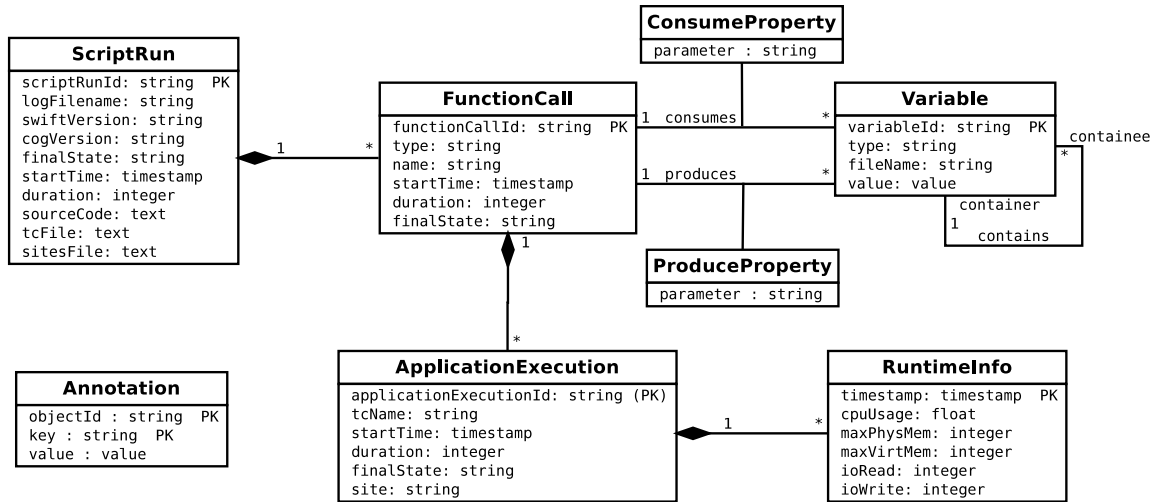 ScriptRun
scriptRunId: string PK
logFilename: string
swiftVersion: string
cogVersion: string
finalState: string
startTime: timestamp
duration: integer
sourceCode: text
tcFile: text
sitesFile: text
1
*
FunctionCall
functionCallId: string PK
type: string
name: string
startTime: timestamp
duration: integer
finalState: string
ConsumeProperty
parameter : string
1 consumes *
1 produces *
ProduceProperty
parameter : string
Variable
variableId: string PK
type: string
fileName: string
value: value
containee
*
container
1
contains
1
*
Annotation
objectId : string PK
key : string PK
value : value
ApplicationExecution
applicationExecutionId: string (PK)
tcName: string
startTime: timestamp
duration: integer
finalState: string
site: string
1
*
RuntimeInfo
timestamp: timestamp PK
cpuUsage: float
maxPhysMem: integer
maxVirtMem: integer
ioRead: integer
ioWrite: integer